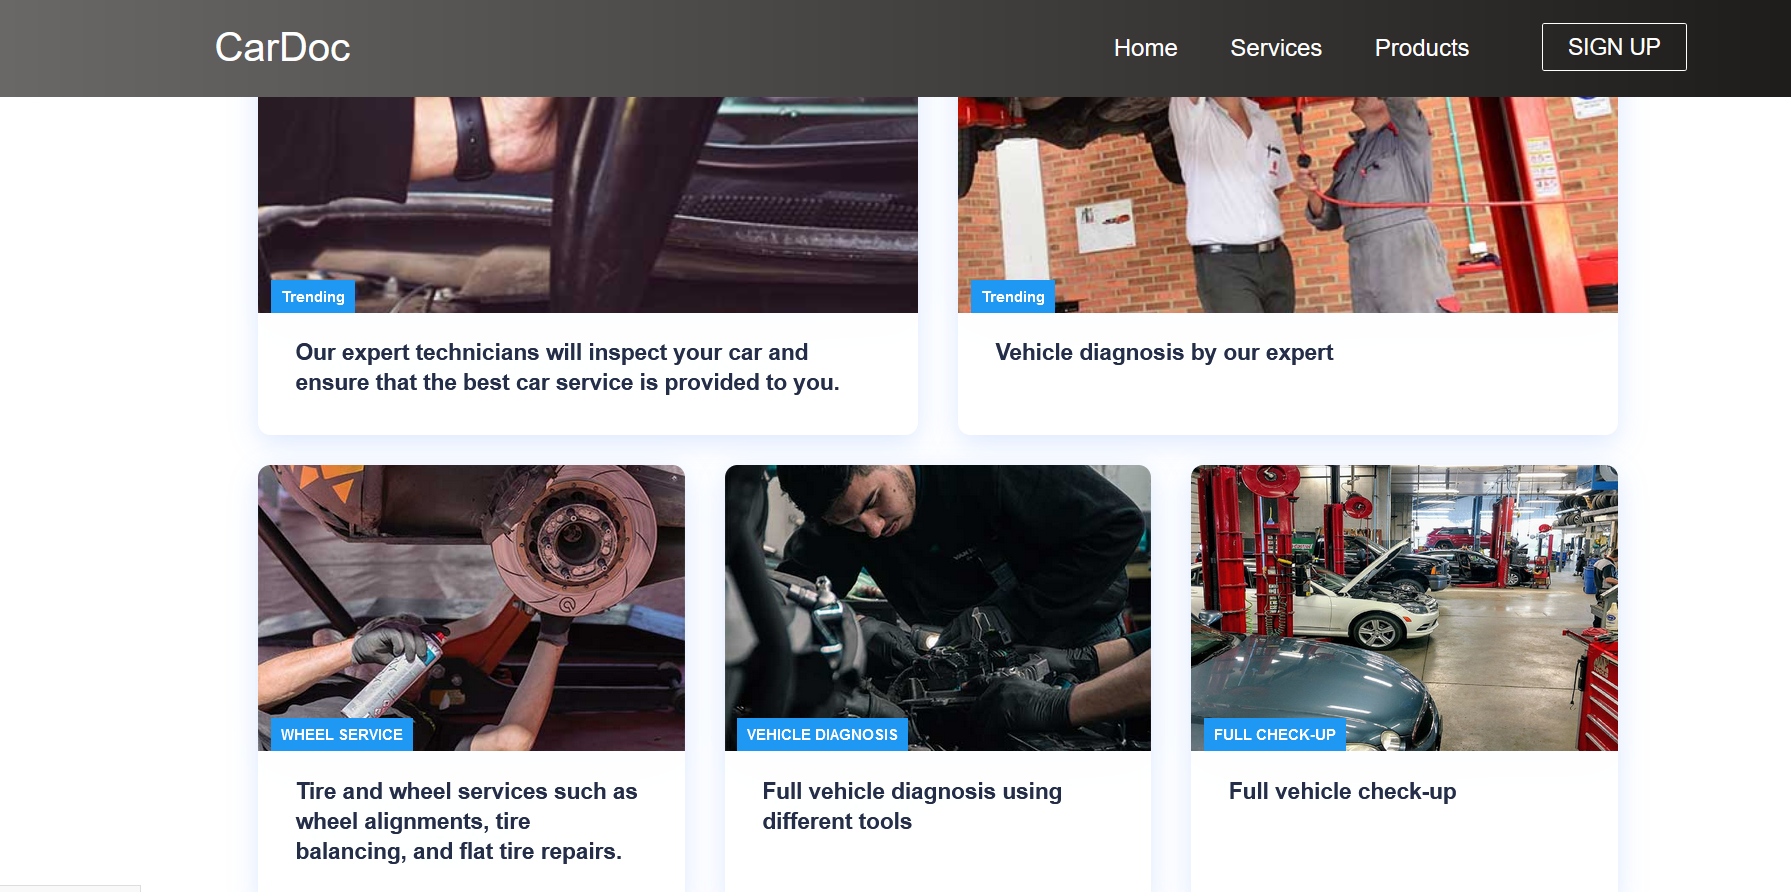 CarDoc
Home
Services
Products
SIGN UP
Trending
Our expert technicians will inspect your car and
ensure that the best car service is provided to you.
Trending
Vehicle diagnosis by our expert
WHEEL SERVICE
Tire and wheel services such as
wheel alignments, tire
balancing, and flat tire repairs.
VEHICLE DIAGNOSIS
Full vehicle diagnosis using
different tools
FULL CHECK-UP
Full vehicle check-up